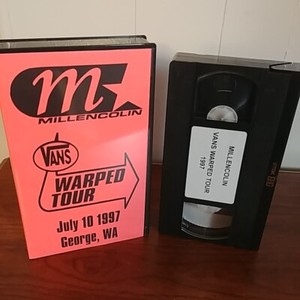 m
MILLENCOLIN
VANS
WARPED
TOUR
July 10 1997
George, WA
MILLENCOLIN
VANS WARPED TOUR
1997